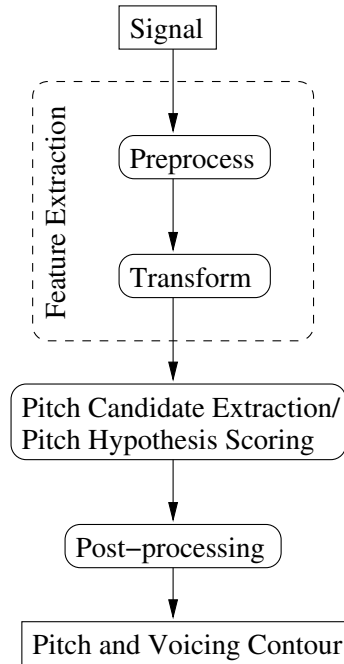 Signal
Feature Extraction
Preprocess
Transform
Pitch Candidate Extraction/
Pitch Hypothesis Scoring
Post−processing
Pitch and Voicing Contour